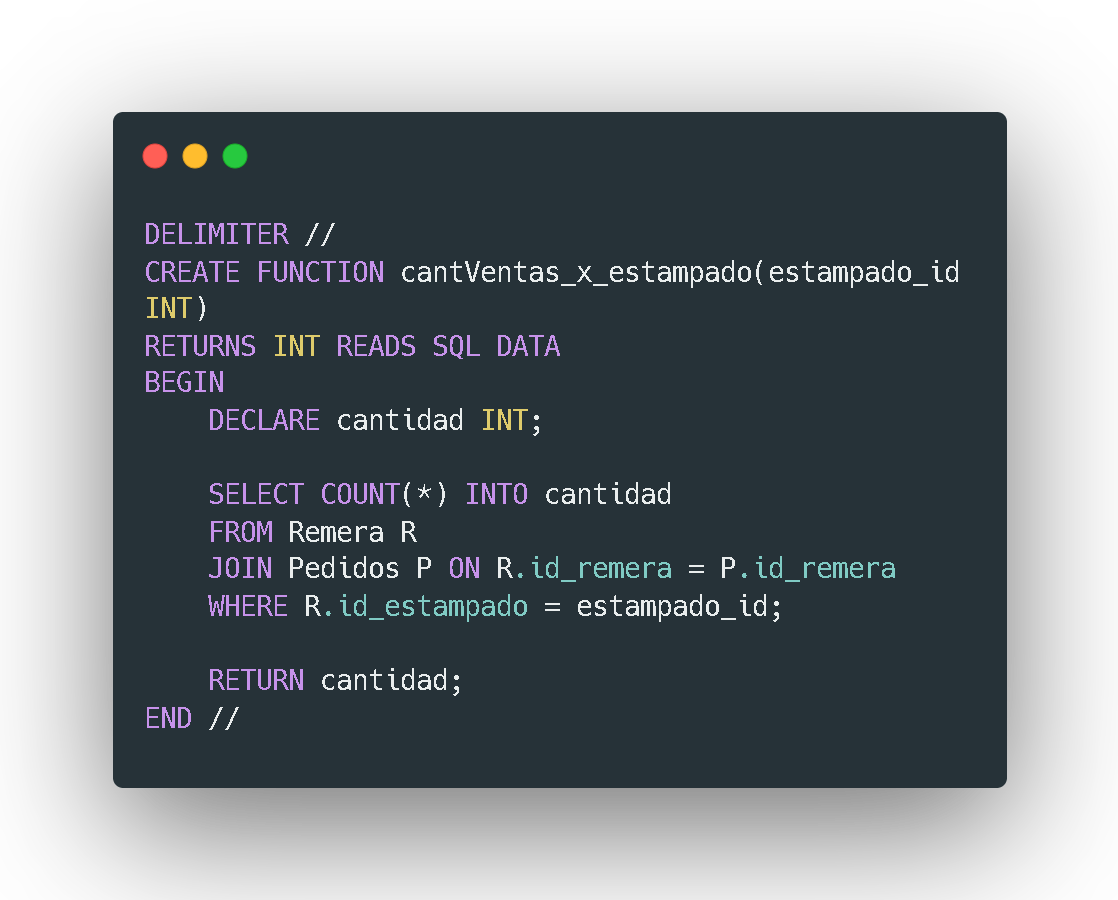 DELIMITER //
CREATE FUNCTION cantVentas_x_estampado(estampado_id
INT)
RETURNS INT READS SQL DATA
BEGIN
    DECLARE cantidad INT;

    SELECT COUNT(*) INTO cantidad
    FROM Remera R
    JOIN Pedidos P ON R.id_remera = P.id_remera
    WHERE R.id_estampado = estampado_id;

    RETURN cantidad;
END //